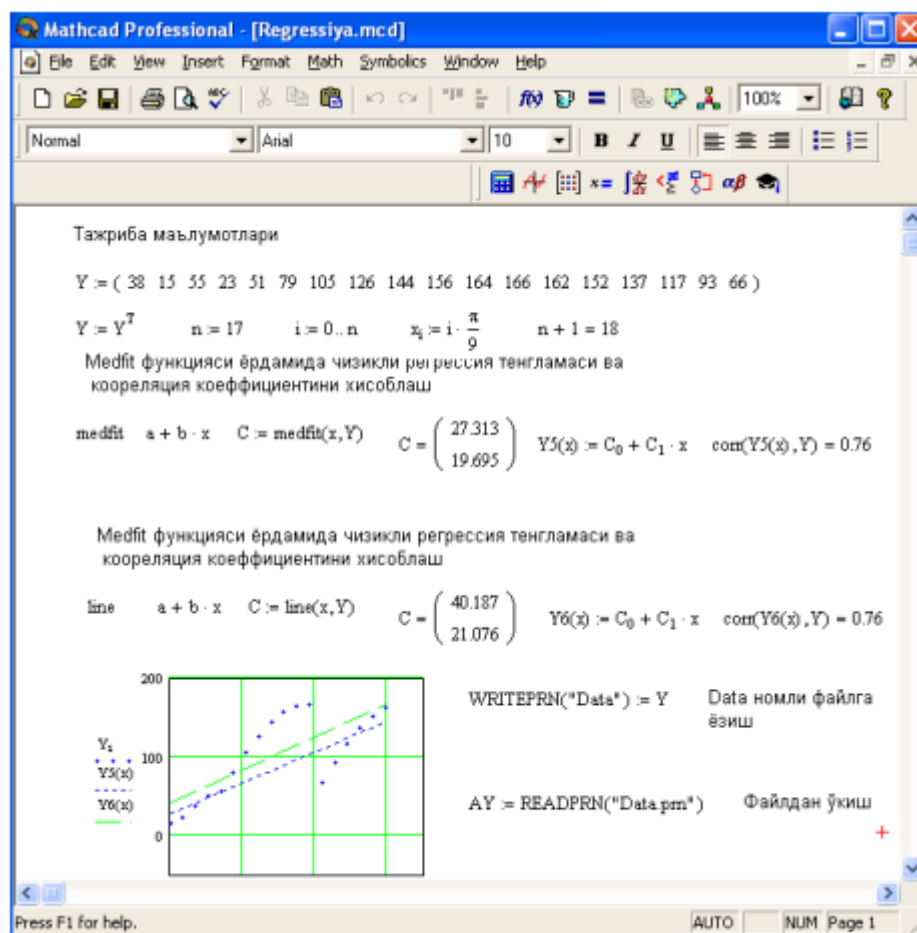 Mathcad Professional - [Regressiya.mcd]
File Edit View Insert Format Math Symbolics Window Help
100%
Normal Arial 10 B I U
Тажриба маълумотлари
Y := ( 38 15 55 23 51 79 105 126 144 156 164 166 162 152 137 117 93 66 )
Y := Y^T n := 17 i := 0.. n x_i := i · π/9 n + 1 = 18
Medfit функцияси ёрдамида чизикли регрессия тенгламаси ва
коореляция коеффициентини хисоблаш
medfit a + b · x C := medfit(x,Y) C = ( 27.313 19.695 ) Y5(x) := C_0 + C_1 · x corr(Y5(x),Y) = 0.76
Medfit функцияси ёрдамида чизикли регрессия тенгламаси ва
коореляция коеффициентини хисоблаш
line a + b · x C := line(x,Y) C = ( 40.187 21.076 ) Y6(x) := C_0 + C_1 · x corr(Y6(x),Y) = 0.76
200
100
0
Y_i
Y5(x)
Y6(x)
WRITEPRN("Data") := Y Data номли файлга
ёзиш
AY := READPRN("Data.prn") Файлдан ўкиш
Press F1 for help. AUTO NUM Page 1